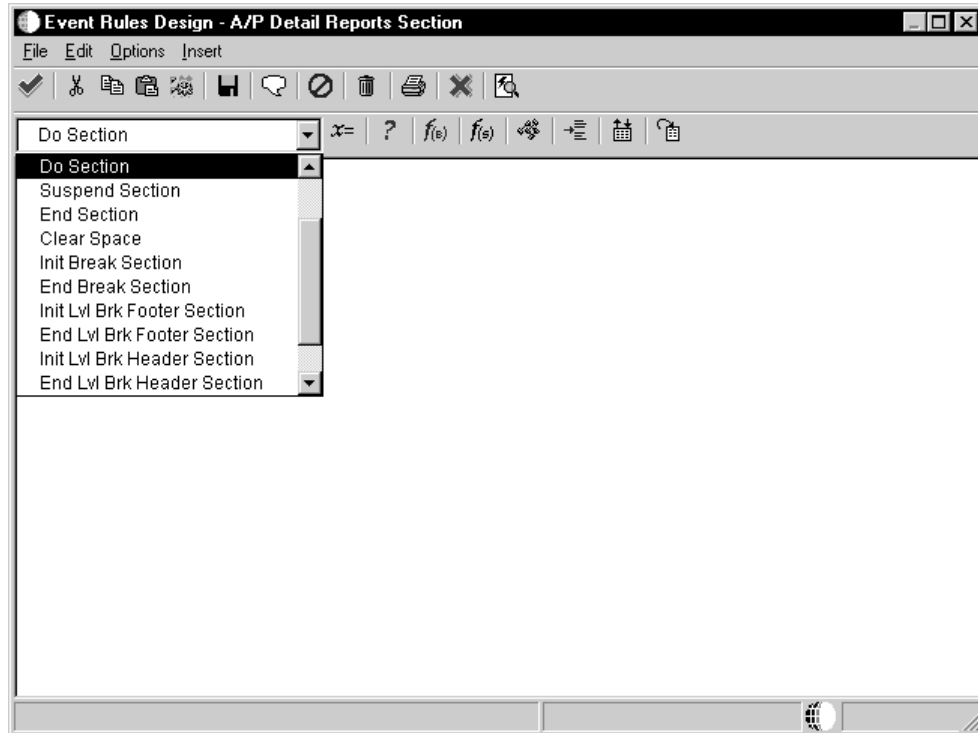 Event Rules Design - A/P Detail Reports Section
File Edit Options Insert
Do Section
x= ? f(B) f(s)
Do Section
Suspend Section
End Section
Clear Space
Init Break Section
End Break Section
Init Lvl Brk Footer Section
End Lvl Brk Footer Section
Init Lvl Brk Header Section
End Lvl Brk Header Section